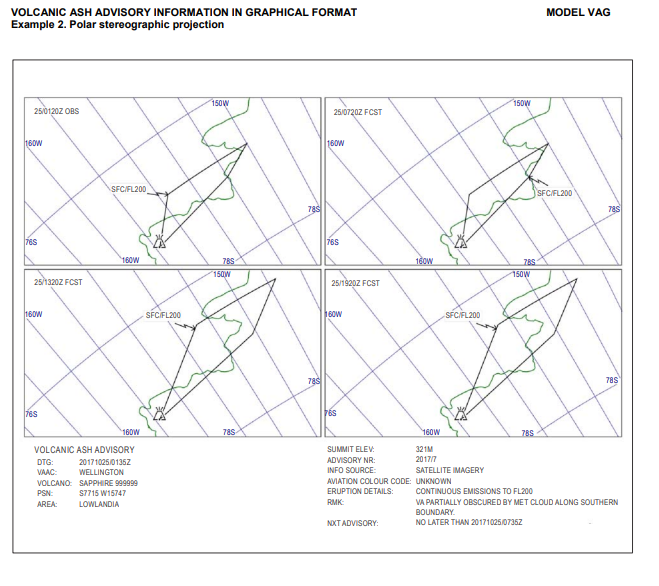 VOLCANIC ASH ADVISORY INFORMATION IN GRAPHICAL FORMAT MODEL VAG
Example 2. Polar stereographic projection
150W
25/0120Z OBS
160W
SFC/FL200
78S
76S
160W
78S
150W
25/0720Z FCST
160W
SFC/FL200
78S
76S
160W
78S
150W
25/1320Z FCST
160W
SFC/FL200
78S
76S
160W
78S
150W
25/1920Z FCST
160W
SFC/FL200
78S
76S
160W
78S
VOLCANIC ASH ADVISORY
DTG: 20171025/0135Z
VAAC: WELLINGTON
VOLCANO: SAPPHIRE 999999
PSN: S7715 W15747
AREA: LOWLANDIA
SUMMIT ELEV: 321M
ADVISORY NR: 2017/7
INFO SOURCE: SATELLITE IMAGERY
AVIATION COLOUR CODE: UNKNOWN
ERUPTION DETAILS: CONTINUOUS EMISSIONS TO FL200
RMK: VA PARTIALLY OBSCURED BY MET CLOUD ALONG SOUTHERN
BOUNDARY.
NXT ADVISORY: NO LATER THAN 20171025/0735Z